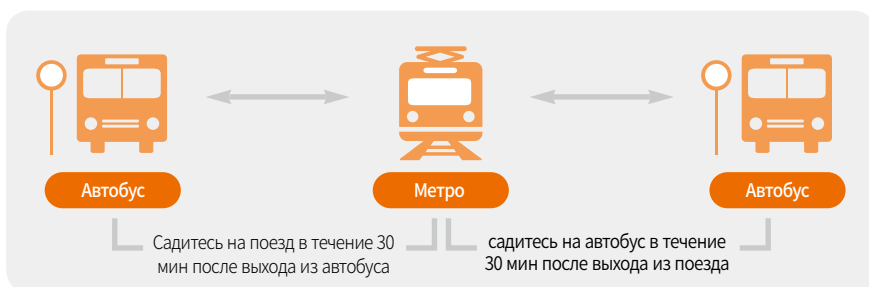 Автобус
Метро
Автобус
Садитесь на поезд в течение 30
мин после выхода из автобуса
садитесь на автобус в течение
30 мин после выхода из поезда